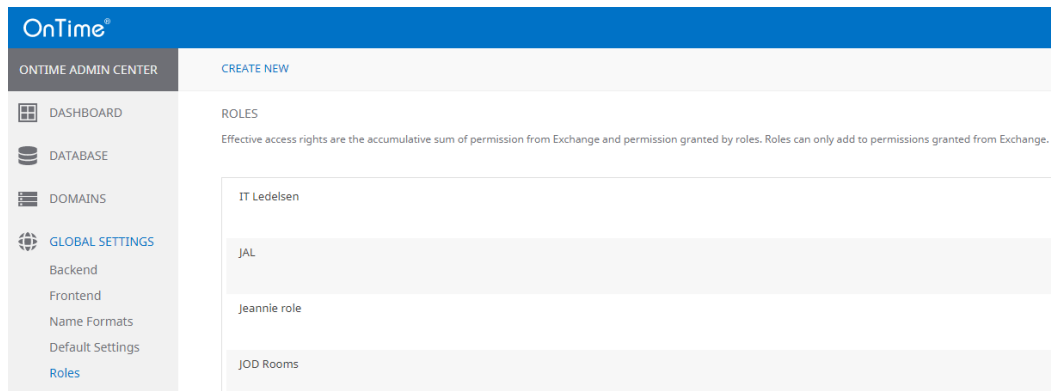 OnTime®
ONTIME ADMIN CENTER
CREATE NEW
DASHBOARD
DATABASE
DOMAINS
GLOBAL SETTINGS
Backend
Frontend
Name Formats
Default Settings
Roles
ROLES
Effective access rights are the accumulative sum of permission from Exchange and permission granted by roles. Roles can only add to permissions granted from Exchange.
IT Ledelsen
JAL
Jeannie role
JOD Rooms